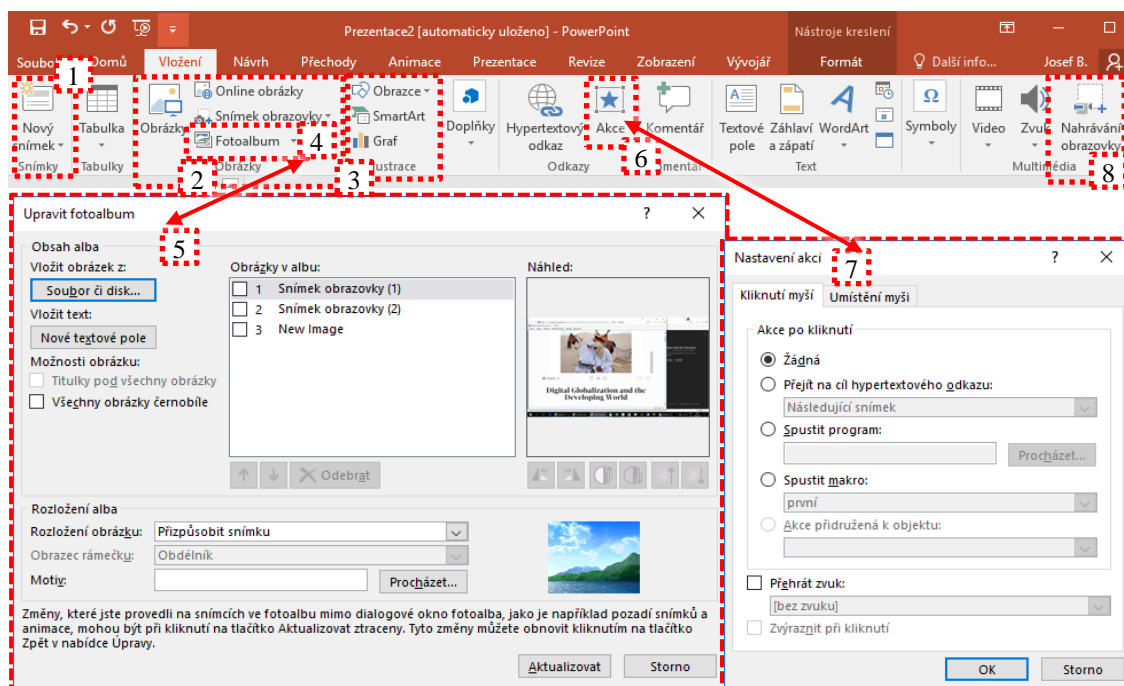 Prezentace2 [automaticky uloženo] - PowerPoint
Nástroje kreslení
Soubo
Domů
Vložení
Návrh
Přechody
Animace
Prezentace
Revize
Zobrazení
Vývojář
Formát
Další info...
Josef B.
1
Nový
snímek
Snímky
Tabulka
Tabulky
Obrázky
Online obrázky
Snímek obrazovky
Fotoalbum
4
Obrázky
2
Obrazce
SmartArt
Graf
3
ustrace
Doplňky
Hypertextový
odkaz
Akce
Odkazy
6
Komentář
Textové
pole
Záhlaví
a zápatí
WordArt
Text
Symboly
Video
Zvuk
Nahrávání
obrazovky
Multimédia
8
Upravit fotoalbum
?
5
Obsah alba
Vložit obrázek z:
Soubor či disk...
Vložit text:
Nové textové pole
Možnosti obrázku:
Titulky pod všechny obrázky
Všechny obrázky černobíle
Obrázky v albu:
1 Snímek obrazovky (1)
2 Snímek obrazovky (2)
3 New Image
Odebrat
Náhled:
Digital Globalization and the
Developing World
Rozložení alba
Rozložení obrázku: Přizpůsobit snímku
Obrazec rámečku: Obdélník
Motiv:
Procházet...
Změny, které jste provedli na snímcích ve fotoalbu mimo dialogové okno fotoalba, jako je například pozadí snímků a
animace, mohou být při kliknutí na tlačítko Aktualizovat ztraceny. Tyto změny můžete obnovit kliknutím na tlačítko
Zpět v nabídce Úpravy.
Aktualizovat
Storno
Nastavení akcí
7
?
Kliknutí myší
Umístění myši
Akce po kliknutí
Žádná
Přejít na cíl hypertextového odkazu:
Následující snímek
Spustit program:
Procházet...
Spustit makro:
první
Akce přidružená k objektu:
Přehrát zvuk:
[bez zvuku]
Zvýraznit při kliknutí
OK
Storno